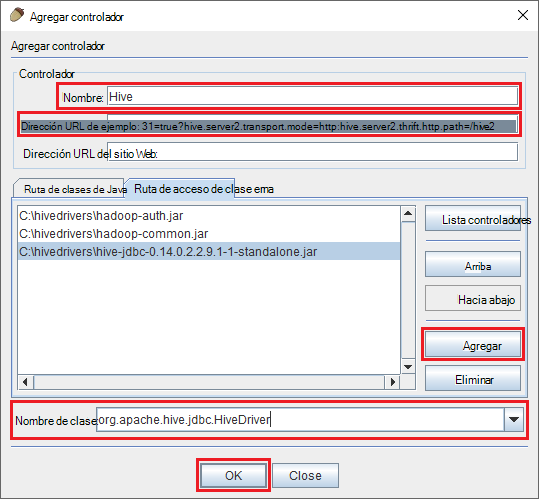 Agregar controlador
Agregar controlador
Controlador
Nombre: Hive
Dirección URL de ejemplo: 31=true?hive.server2.transport.mode=http:hive.server2.thrift.http.path=/hive2
Dirección URL del sitio Web:
Ruta de clases de Java Ruta de acceso de clase ema
C:\hivedrivers\hadoop-auth.jar
C:\hivedrivers\hadoop-common.jar
C:\hivedrivers\hive-jdbc-0.14.0.2.2.9.1-1-standalone.jar
Lista controladores
Arriba
Hacia abajo
Agregar
Eliminar
Nombre de clase: org.apache.hive.jdbc.HiveDriver
OK Close